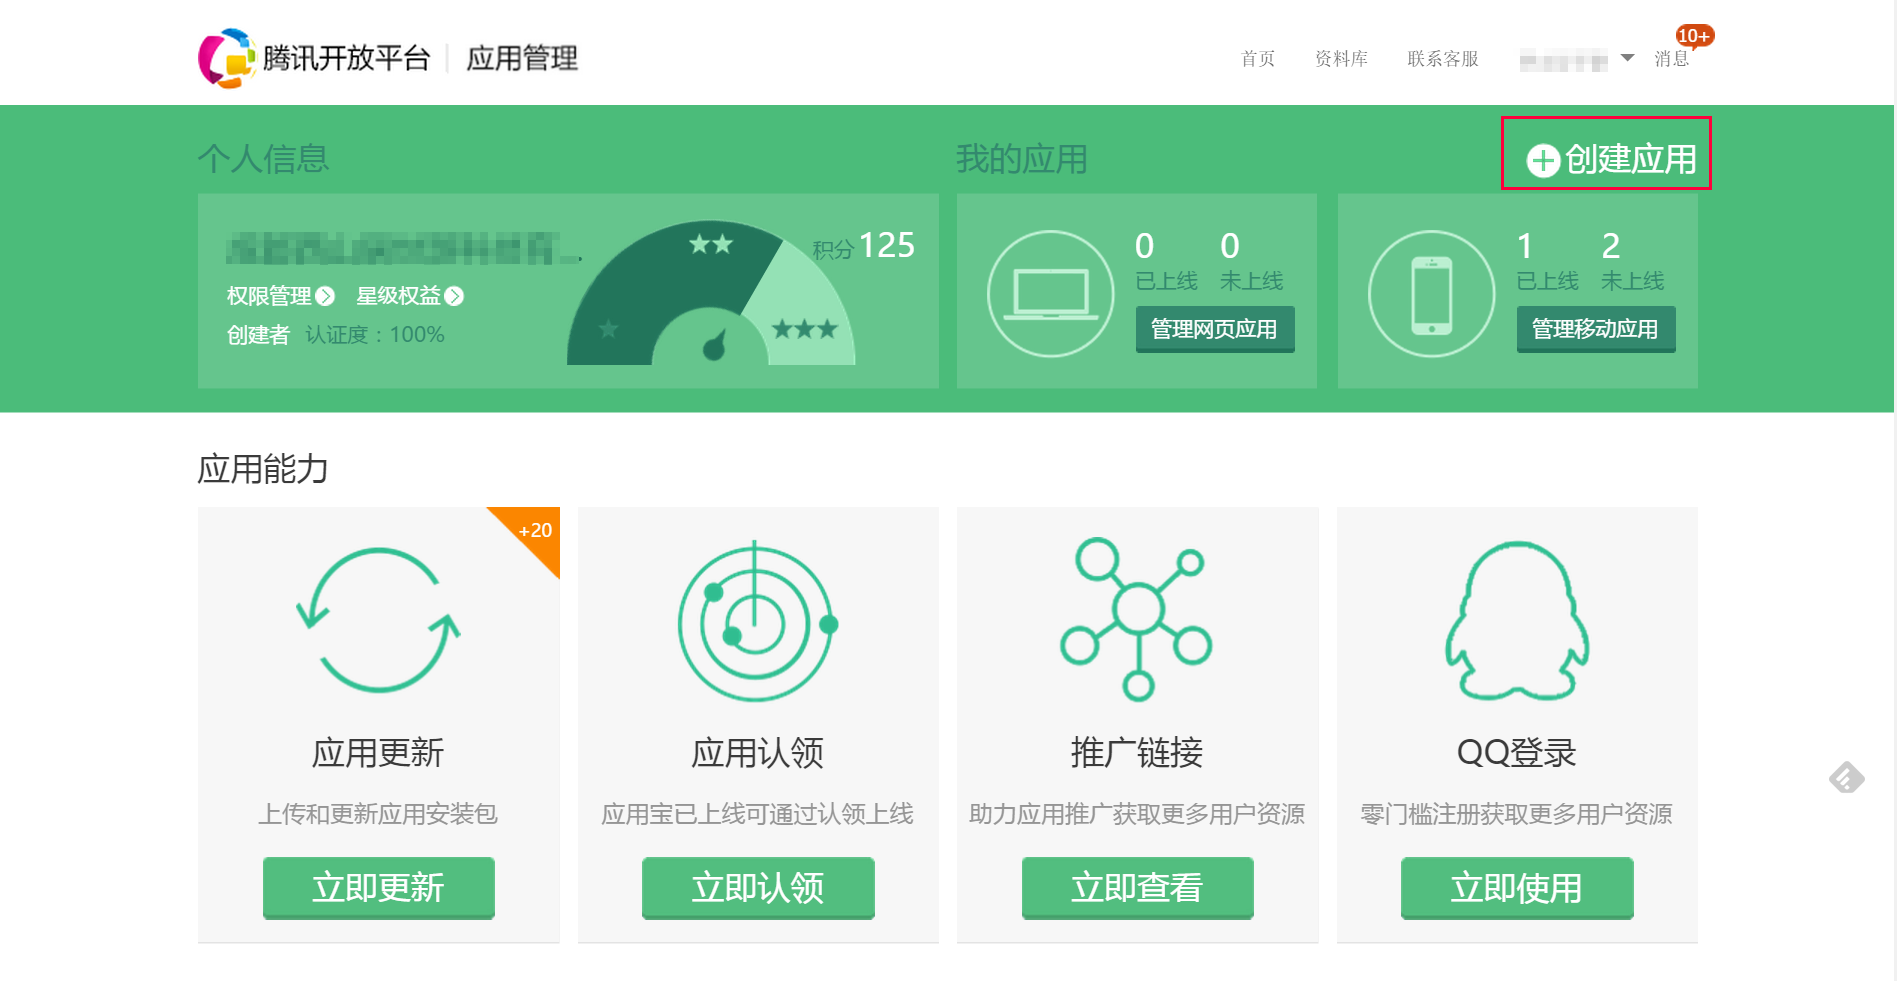 腾讯开放平台 | 应用管理
首页 资料库 联系客服 消息 10+
个人信息
我的应用
创建应用
积分 125
权限管理 星级权益
创建者 认证度：100%
0 0
已上线 未上线
管理网页应用
1 2
已上线 未上线
管理移动应用
应用能力
+20
应用更新
上传和更新应用安装包
立即更新
应用认领
应用宝已上线可通过认领上线
立即认领
推广链接
助力应用推广获取更多用户资源
立即查看
QQ登录
零门槛注册获取更多用户资源
立即使用